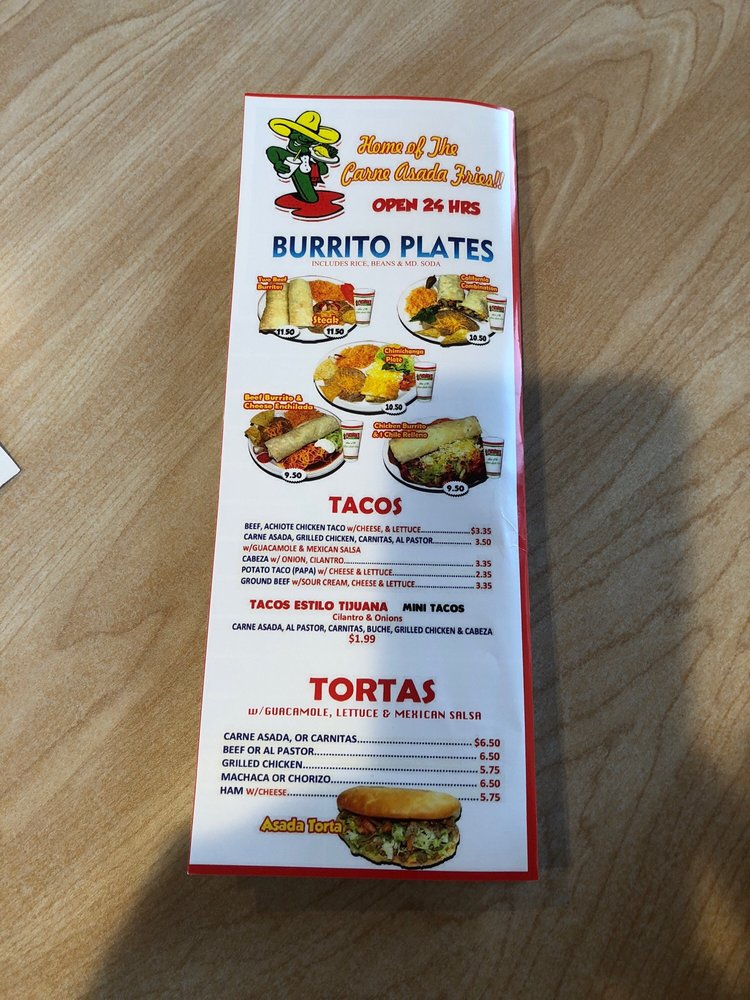 Home of The
Carne Asada Fries!!
OPEN 24 HRS
BURRITO PLATES
INCLUDES RICE, BEANS & MD. SODA
Two Beef
Burritos
Steak
11.50
11.50
California
Combination
10.50
Chimichanga
Plate
10.50
Beef Burrito &
Cheese Enchilada
9.50
Chicken Burrito
& 1 Chile Relleno
9.50
TACOS
BEEF, ACHIOTE CHICKEN TACO w/CHEESE, & LETTUCE....................$3.35
CARNE ASADA, GRILLED CHICKEN, CARNITAS, AL PASTOR.............. 3.50
w/GUACAMOLE & MEXICAN SALSA
CABEZA w/ ONION, CILANTRO.................................................. 3.35
POTATO TACO (PAPA) w/ CHEESE & LETTUCE................................2.35
GROUND BEEF w/SOUR CREAM, CHEESE & LETTUCE....................... 3.35
TACOS ESTILO TIJUANA MINI TACOS
Cilantro & Onions
CARNE ASADA, AL PASTOR, CARNITAS, BUCHE, GRILLED CHICKEN & CABEZA
$1.99
TORTAS
w/GUACAMOLE, LETTUCE & MEXICAN SALSA
CARNE ASADA, OR CARNITAS............................... $6.50
BEEF OR AL PASTOR............................................. 6.50
GRILLED CHICKEN................................................ 5.75
MACHACA OR CHORIZO........................................ 6.50
HAM W/CHEESE.....................................................5.75
Asada Torta